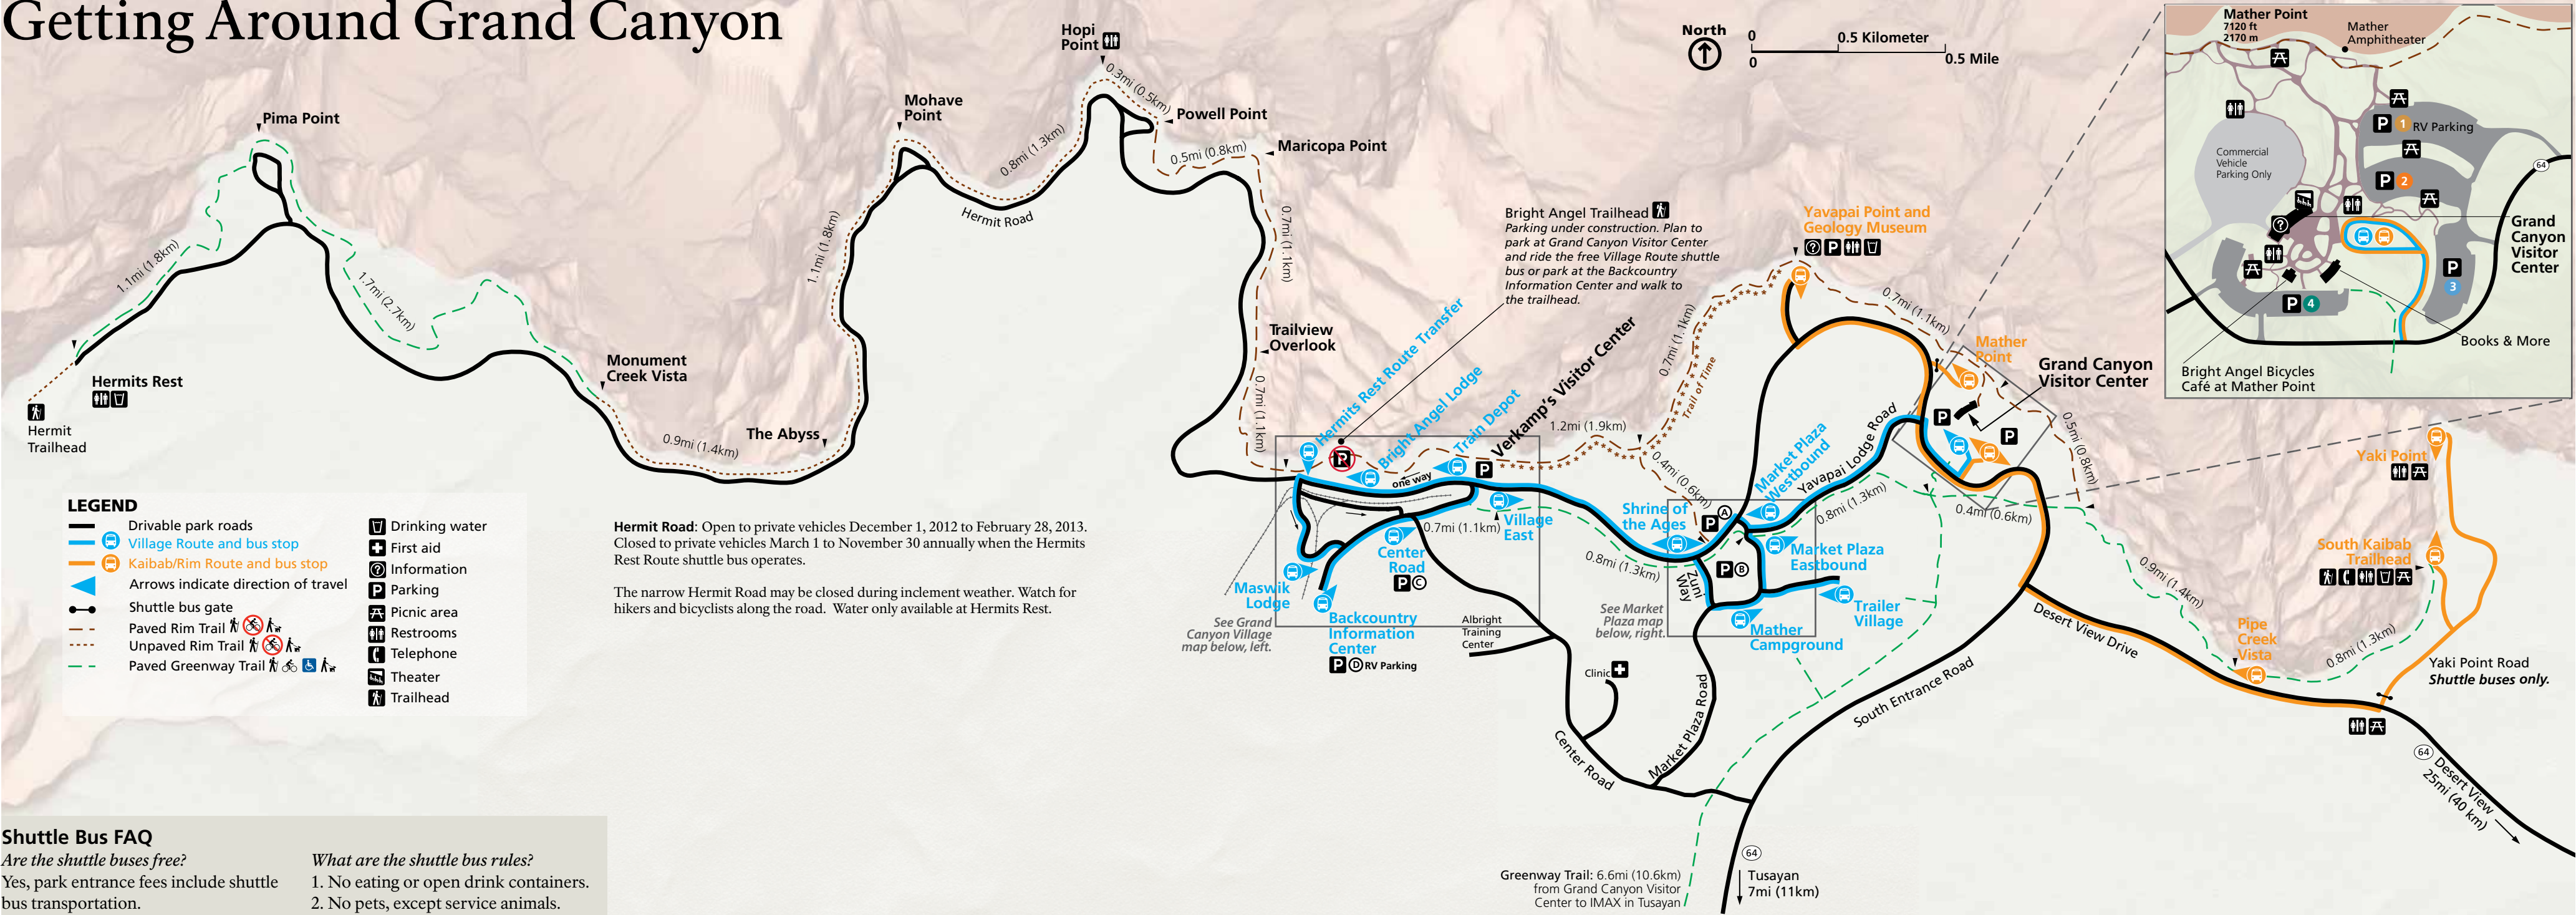 Getting Around Grand Canyon
Pima Point
1.1mi (1.8km)
1.7mi (2.7km)
Hermits Rest
Hermit
Trailhead
Monument
Creek Vista
0.9mi (1.4km)
The Abyss
1.1mi (1.8km)
Mohave
Point
0.8mi (1.3km)
Hermit Road
Hopi
Point
0.3mi (0.5km)
Powell Point
0.5mi (0.8km)
Maricopa Point
0.7mi (1.1km)
Trailview
Overlook
0.7mi (1.1km)
North
0
0.5 Kilometer
0
0.5 Mile
Bright Angel Trailhead
Parking under construction. Plan to
park at Grand Canyon Visitor Center
and ride the free Village Route shuttle
bus or park at the Backcountry
Information Center and walk to
the trailhead.
Hermits Rest Route Transfer
Bright Angel Lodge
Train Depot
Verkamp's Visitor Center
P
P
one way
Village
East
0.7mi (1.1km)
Center
Road
P C
Maswik
Lodge
Backcountry
Information
Center
P D RV Parking
See Grand
Canyon Village
map below, left.
Albright
Training
Center
Clinic
Center Road
Market Plaza Road
1.2mi (1.9km)
0.7mi (1.1km)
Trail of Time
Yavapai Point and
Geology Museum
? P
0.7mi (1.1km)
0.4mi (0.6km)
Shrine of
the Ages
P A
0.8mi (1.3km)
Market Plaza
Westbound
Yavapai Lodge Road
0.8mi (1.3km)
Market Plaza
Eastbound
P B
Zuni
Way
Trailer
Village
Mather
Campground
See Market
Plaza map
below, right.
Mather
Point
Grand Canyon
Visitor Center
P
P
0.5mi (0.8km)
0.4mi (0.6km)
South Entrance Road
Desert View Drive
0.9mi (1.4km)
Pipe
Creek
Vista
0.8mi (1.3km)
South Kaibab
Trailhead
Yaki Point
Yaki Point Road
Shuttle buses only.
64
Desert View
25mi (40 km)
64
Tusayan
7mi (11km)
Greenway Trail: 6.6mi (10.6km)
from Grand Canyon Visitor
Center to IMAX in Tusayan
Mather Point
7120 ft
2170 m
Mather
Amphitheater
P 1 RV Parking
P 2
Commercial
Vehicle
Parking Only
64
?
Grand
Canyon
Visitor
Center
P
3
P 4
Books & More
Bright Angel Bicycles
Café at Mather Point
LEGEND
Drivable park roads
Village Route and bus stop
Kaibab/Rim Route and bus stop
Arrows indicate direction of travel
Shuttle bus gate
Paved Rim Trail
Unpaved Rim Trail
Paved Greenway Trail
Drinking water
First aid
? Information
P Parking
Picnic area
Restrooms
Telephone
Theater
Trailhead
Hermit Road: Open to private vehicles December 1, 2012 to February 28, 2013.
Closed to private vehicles March 1 to November 30 annually when the Hermits
Rest Route shuttle bus operates.
The narrow Hermit Road may be closed during inclement weather. Watch for
hikers and bicyclists along the road. Water only available at Hermits Rest.
Shuttle Bus FAQ
Are the shuttle buses free?
Yes, park entrance fees include shuttle
bus transportation.
What are the shuttle bus rules?
1. No eating or open drink containers.
2. No pets, except service animals.